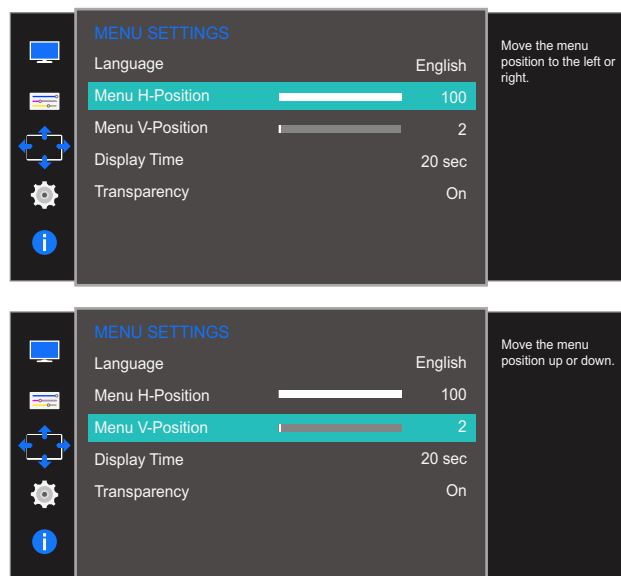 MENU SETTINGS
Language English
Menu H-Position 100
Menu V-Position 2
Display Time 20 sec
Transparency On
Move the menu
position to the left or
right.
MENU SETTINGS
Language English
Menu H-Position 100
Menu V-Position 2
Display Time 20 sec
Transparency On
Move the menu
position up or down.